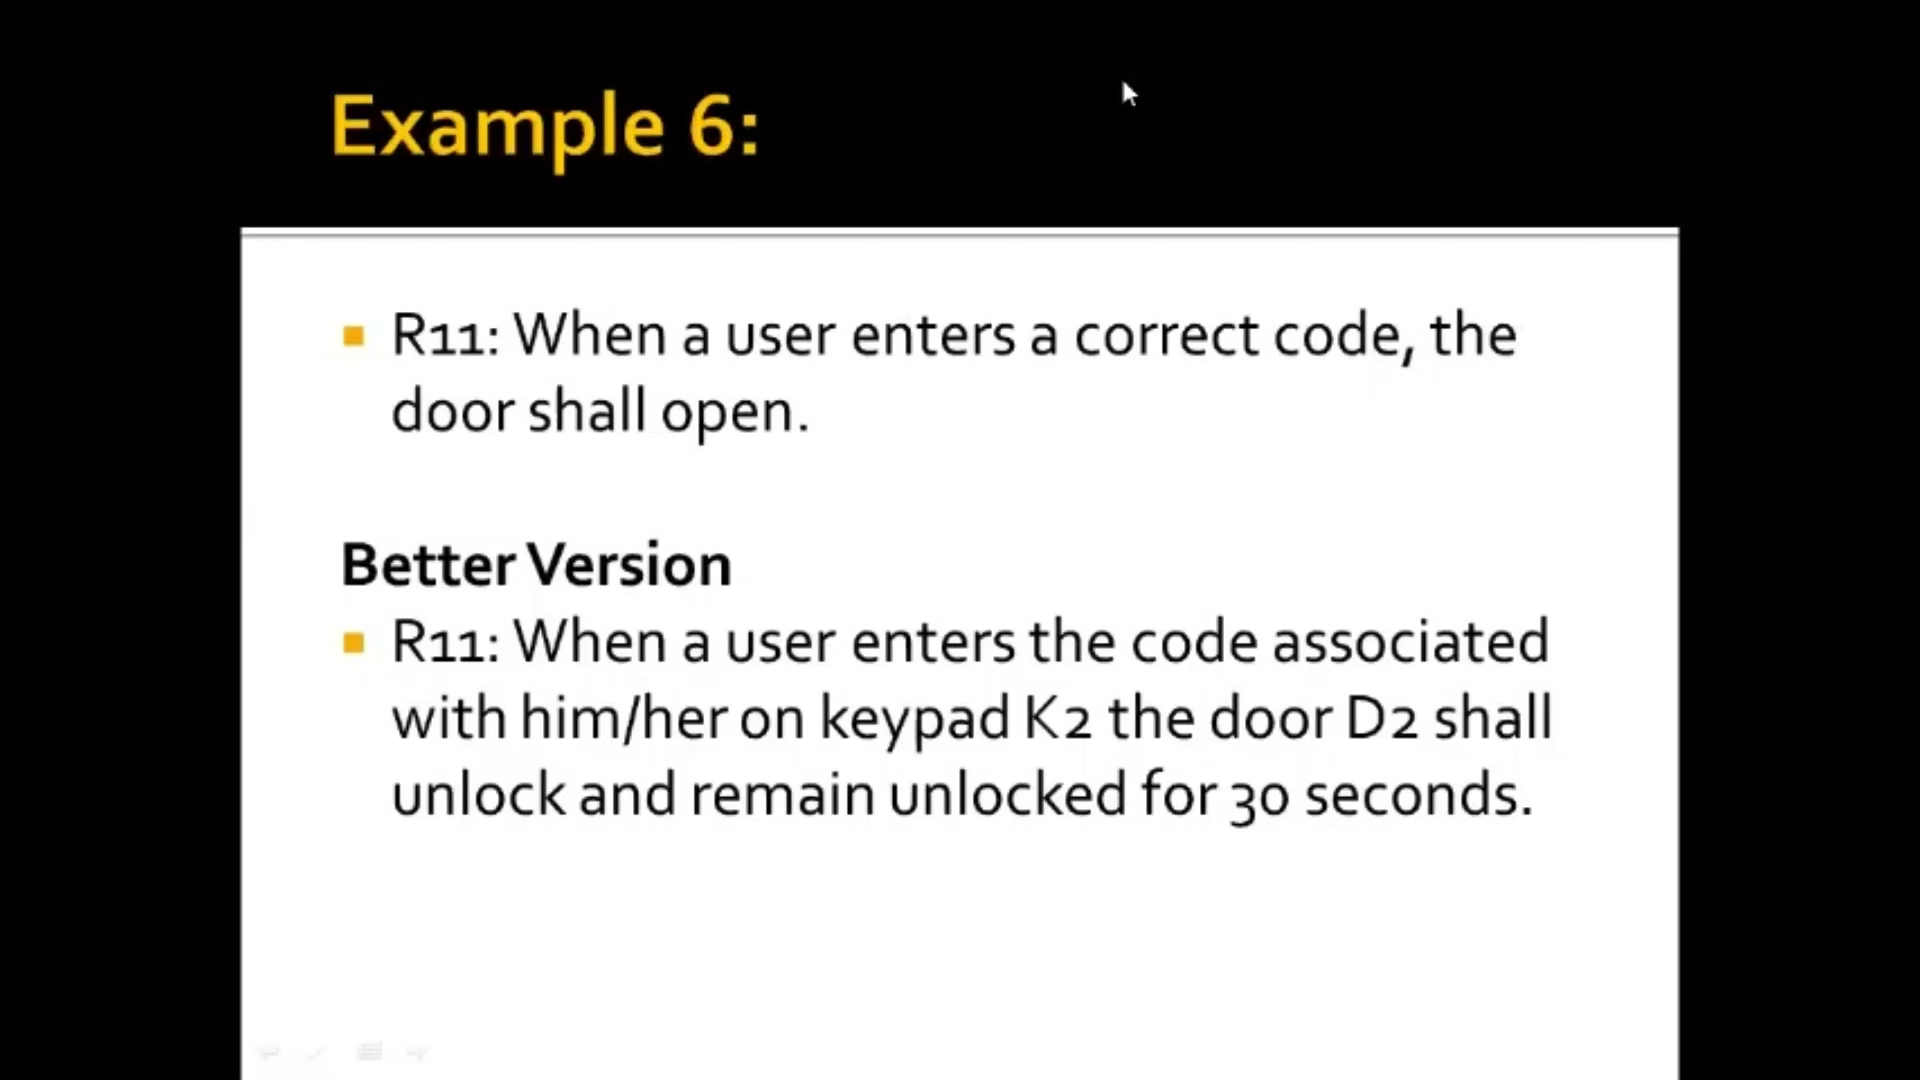 Example 6:
R11: When a user enters a correct code, the
door shall open.
Better Version
R11: When a user enters the code associated
with him/her on keypad K2 the door D2 shall
unlock and remain unlocked for 30 seconds.